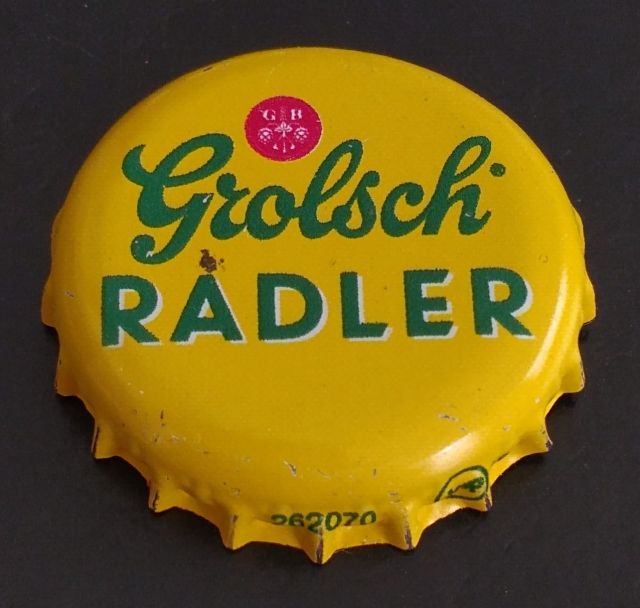 G B
Grolsch
RADLER
262070